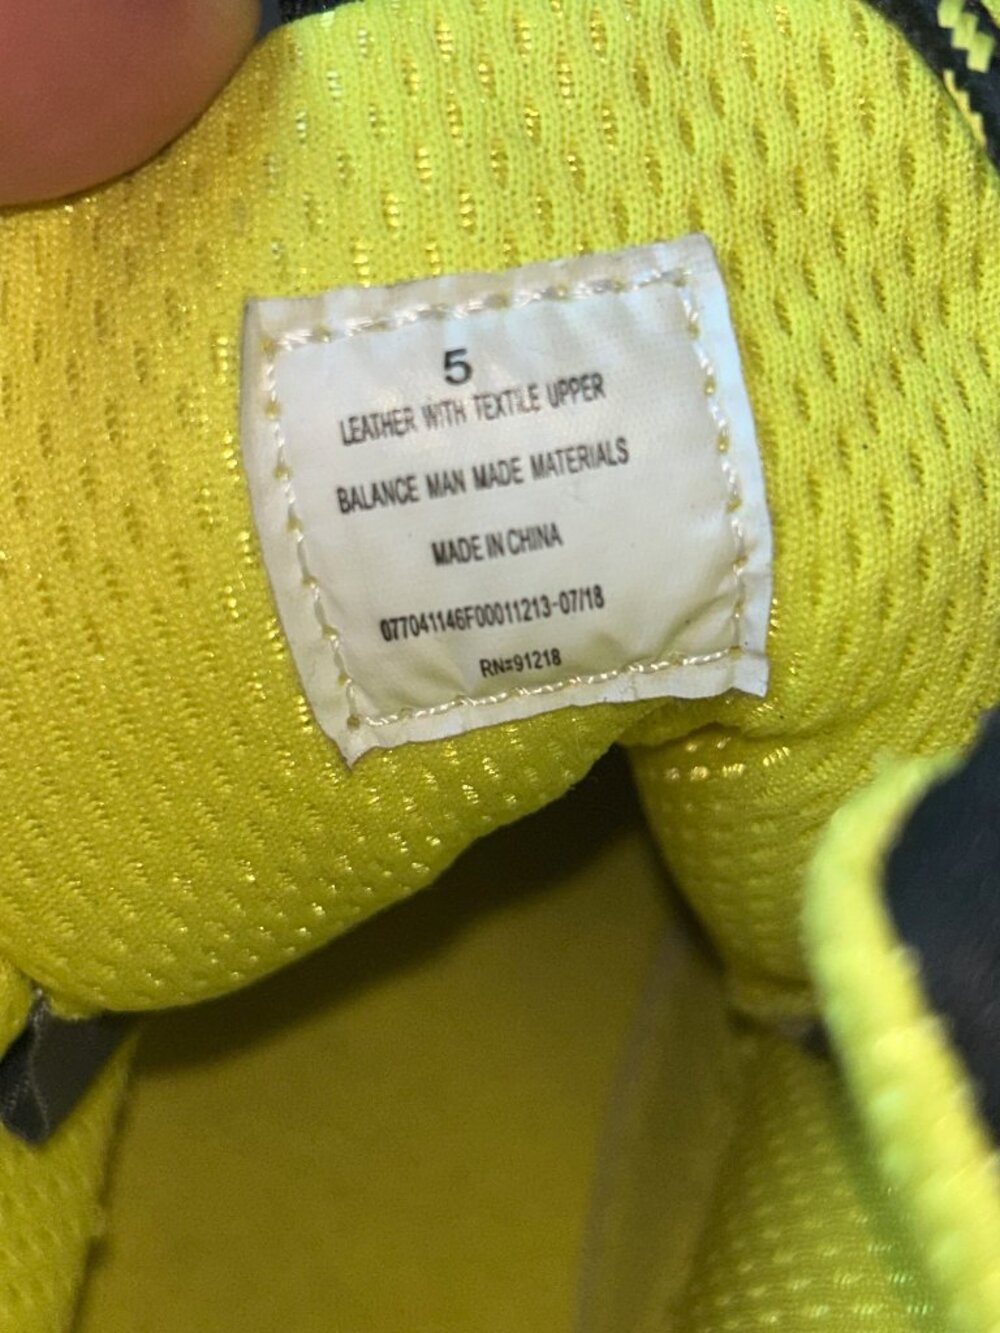 5
LEATHER WITH TEXTILE UPPER
BALANCE MAN MADE MATERIALS
MADE IN CHINA
077041146F00011213-07/18
RN=91218